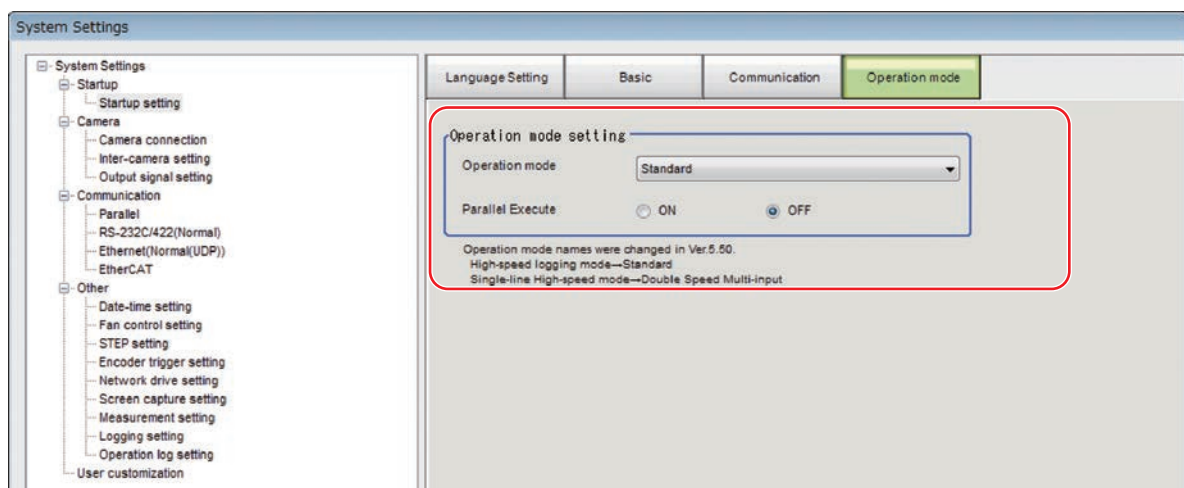 System Settings
System Settings
Startup
Startup setting
Camera
Camera connection
Inter-camera setting
Output signal setting
Communication
Parallel
RS-232C/422(Normal)
Ethernet(Normal(UDP))
EtherCAT
Other
Date-time setting
Fan control setting
STEP setting
Encoder trigger setting
Network drive setting
Screen capture setting
Measurement setting
Logging setting
Operation log setting
User customization
Language Setting Basic Communication Operation mode
Operation mode setting
Operation mode Standard
Parallel Execute ON OFF
Operation mode names were changed in Ver.5.50.
High-speed logging mode→Standard
Single-line High-speed mode→Double Speed Multi-input